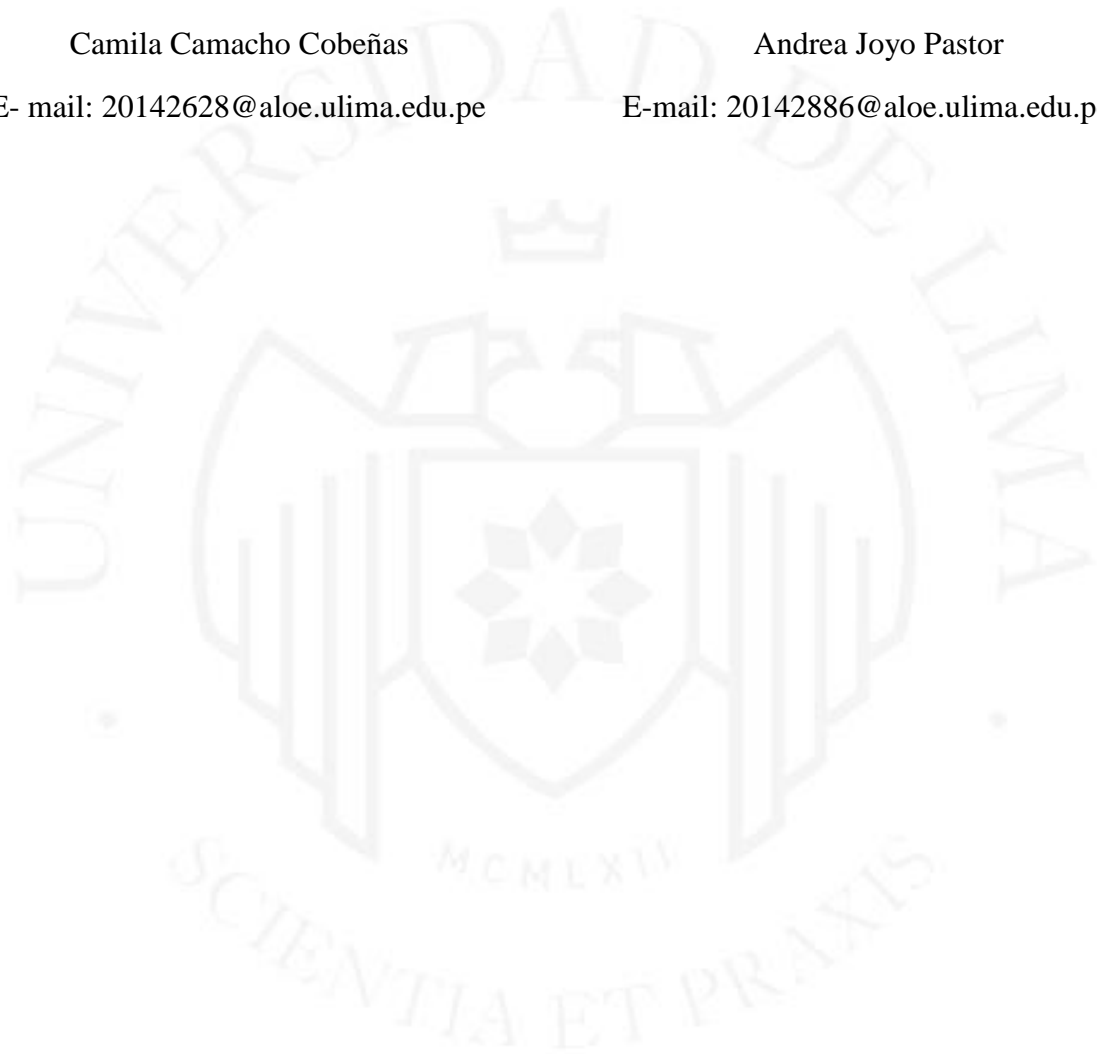 Camila Camacho Cobeñas
Andrea Joyo Pastor
E- mail: 20142628@aloe.ulima.edu.pe
E-mail: 20142886@aloe.ulima.edu.p
UNIVERSIDAD DE LIMA
MCMLXII
SCIENTIA ET PRAXIS